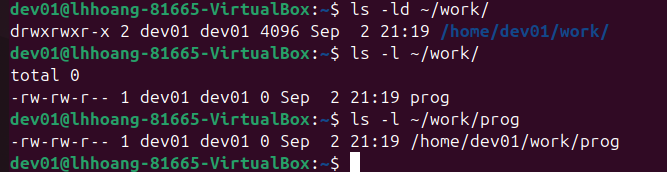 dev01@lhhoang-81665-VirtualBox:~$ ls -ld ~/work/
drwxrwxr-x 2 dev01 dev01 4096 Sep  2 21:19 /home/dev01/work/
dev01@lhhoang-81665-VirtualBox:~$ ls -l ~/work/
total 0
-rw-rw-r-- 1 dev01 dev01 0 Sep  2 21:19 prog
dev01@lhhoang-81665-VirtualBox:~$ ls -l ~/work/prog
-rw-rw-r-- 1 dev01 dev01 0 Sep  2 21:19 /home/dev01/work/prog
dev01@lhhoang-81665-VirtualBox:~$